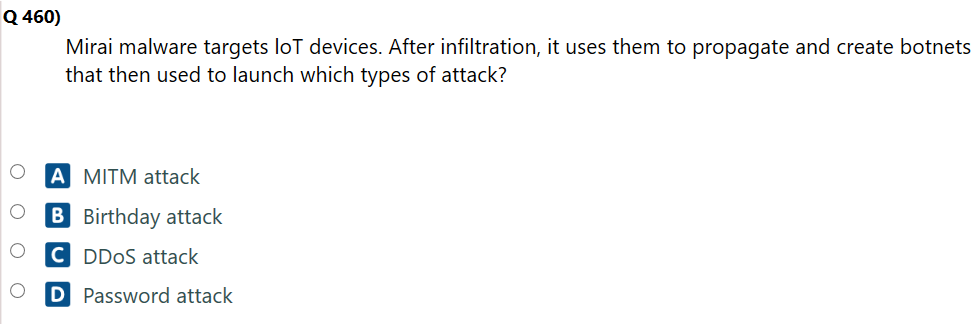 Q 460)
Mirai malware targets IoT devices. After infiltration, it uses them to propagate and create botnets
that then used to launch which types of attack?
A MITM attack
B Birthday attack
C DDoS attack
D Password attack